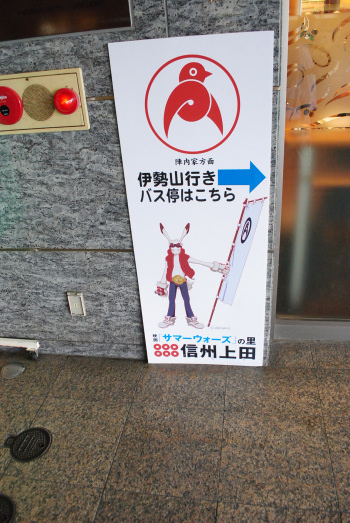 陣内家方面
伊勢山行き
バス停はこちら
映画「サマーウォーズ」の里
信州上田